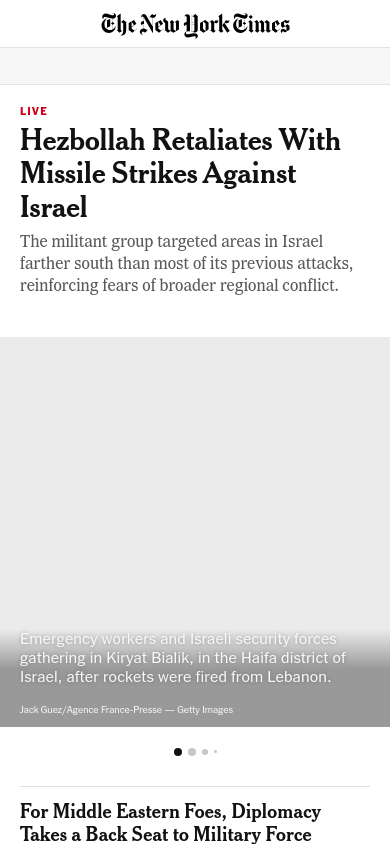 The New York Times
LIVE
Hezbollah Retaliates With
Missile Strikes Against
Israel
The militant group targeted areas in Israel
farther south than most of its previous attacks,
reinforcing fears of broader regional conflict.
Emergency workers and Israeli security forces
gathering in Kiryat Bialik, in the Haifa district of
Israel, after rockets were fired from Lebanon.
Jack Guez/Agence France-Presse — Getty Images
For Middle Eastern Foes, Diplomacy
Takes a Back Seat to Military Force